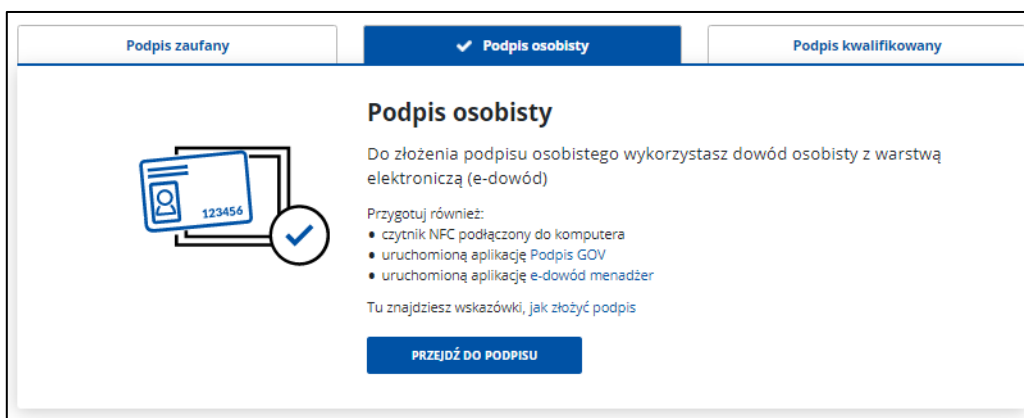 Podpis zaufany
Podpis osobisty
Podpis kwalifikowany
Podpis osobisty
Do złożenia podpisu osobistego wykorzystasz dowód osobisty z warstwą
elektroniczą (e-dowód)
Przygotuj również:
• czytnik NFC podłączony do komputera
• uruchomioną aplikację Podpis GOV
• uruchomioną aplikację e-dowód menadżer
Tu znajdziesz wskazówki, jak złożyć podpis
PRZEJDŹ DO PODPISU
123456